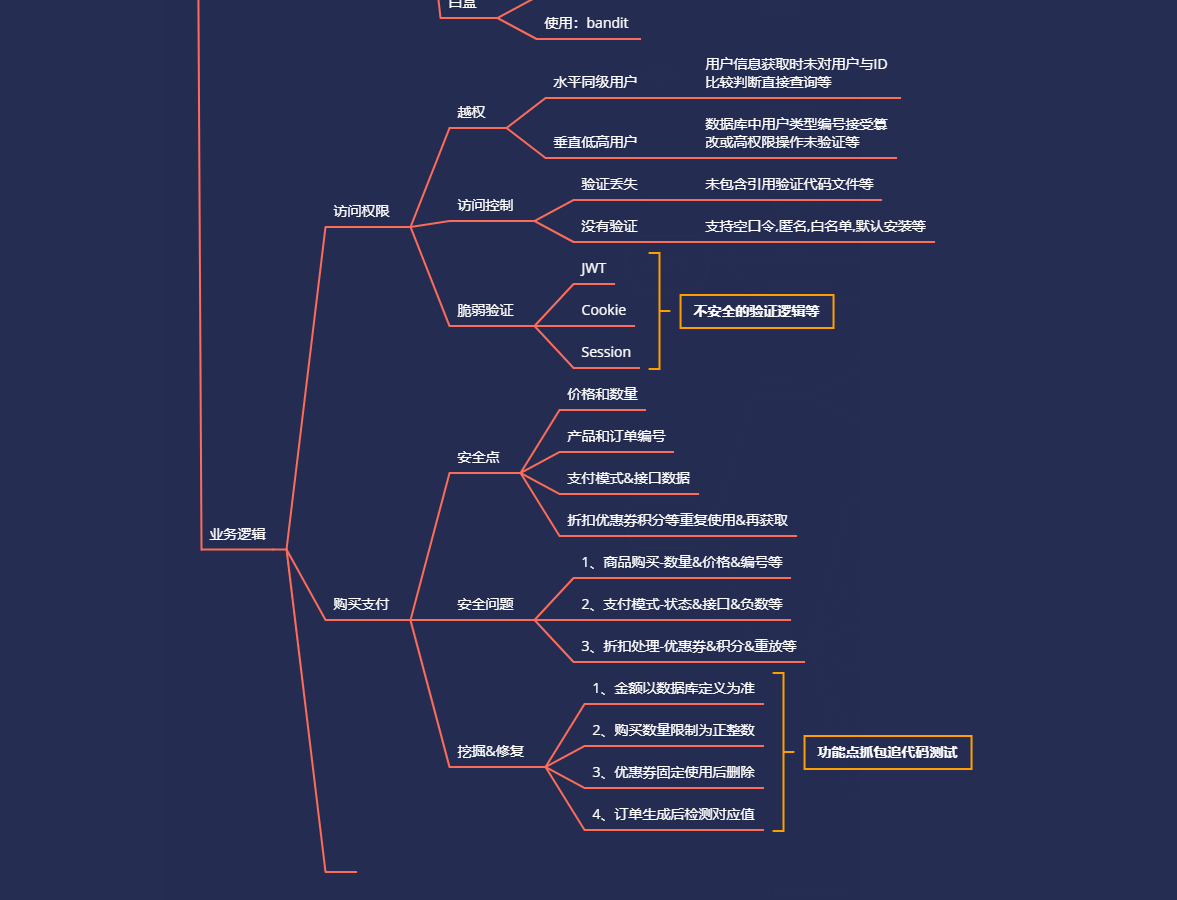 白盒
使用：bandit
业务逻辑
访问权限
越权
水平同级用户
用户信息获取时未对用户与ID
比较判断直接查询等
垂直低高用户
数据库中用户类型编号接受篡
改或高权限操作未验证等
访问控制
验证丢失
未包含引用验证代码文件等
没有验证
支持空口令,匿名,白名单,默认安装等
脆弱验证
JWT
Cookie
Session
不安全的验证逻辑等
购买支付
安全点
价格和数量
产品和订单编号
支付模式&接口数据
折扣优惠券积分等重复使用&再获取
安全问题
1、商品购买-数量&价格&编号等
2、支付模式-状态&接口&负数等
3、折扣处理-优惠券&积分&重放等
挖掘&修复
1、金额以数据库定义为准
2、购买数量限制为正整数
3、优惠券固定使用后删除
4、订单生成后检测对应值
功能点抓包追代码测试